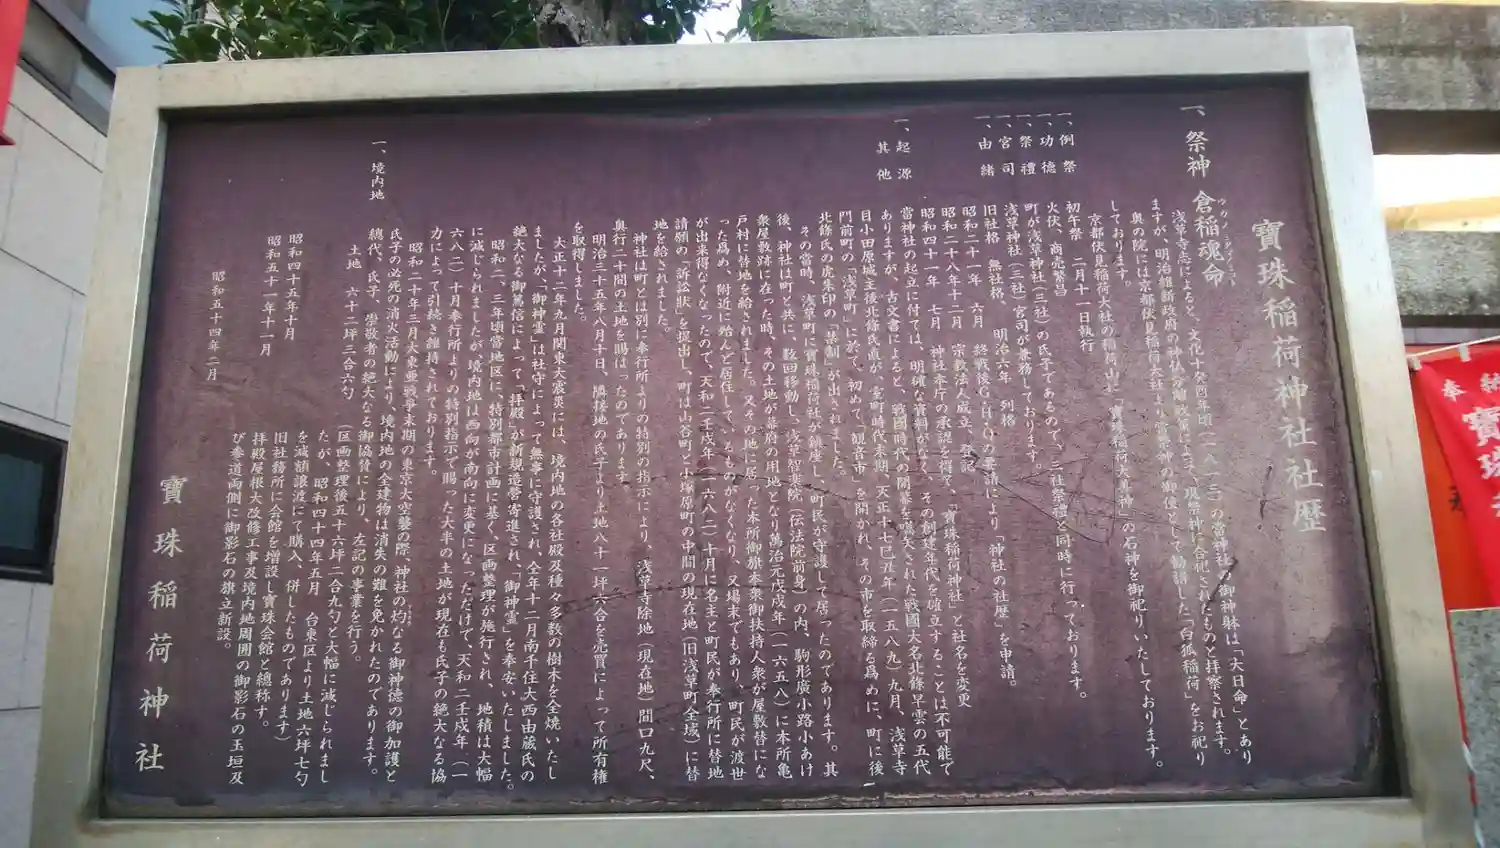 寶珠稲荷神社社歴
一、祭神 倉稲魂命
浅草寺志によると、文化十癸酉年頃(一八一三)の當神社の御神躰は「大日命」とあり
ますが、明治維新政府の神仏分離政策によって、現祭神に合祀されたものと拝察されます。
奥の院には京都伏見稲荷大社より當祭神の御使として勧請した「白狐稲荷」をお祀り
しております。
京都伏見稲荷大社の稲荷山に「寶珠稲荷大真神」の石神を御祀りいたしております。
一、例祭 初午祭 二月十一日執行
一、功徳 火伏、商売繁昌
一、祭禮 町が浅草神社(三社)の氏子であるので、三社祭禮と同時に行っております。
一、宮司 浅草神社(三社)宮司が兼務しております。
一、由緒 旧社格 無社格 明治六年 列格
昭和二十一年 六月 終戦後G・H・Qの要請により「神社の社歴」を申請。
昭和二十八年十二月 宗教法人成立、登記
昭和四十一年 七月 神社本庁の承認を得て、「寶珠稲荷神社」と社名を変更
一、起源 當神社の起立に付ては、明確な資料がなく、その創建年代を確立することは不可能で
其他 ありますが、古文書によると、戦國時代の開幕を喰犬された戦國大名北條早雲の五代
目小田原城主後北條氏直が、室町時代末期、天正十七己丑年(一五八九)九月、浅草寺
門前町の「浅草町」に於て、初めて「観音市」を開かれ、その市を取締る爲めに、町に後
北條氏の虎朱印の「禁制」が出されました。
その當時、浅草町に寶珠稲荷社が鎮座し、町民が守護して居ったのであります。其
後、神社は町と共に、数回移動し、浅草智楽院(伝法院前身)の内、駒形廣小路小あけ
衆屋敷跡に在った時、その土地が幕府の用地となり萬治元戊戌年(一六五八)に本所亀
戸村に替地を給されました。又その地に居った本所御旗本衆御扶持人衆が屋敷替にな
った爲め、附近に殆んど居住してるものがなくなり、又場末でもあり、町民が渡世
が出来得なくなったので、天和二壬戌年(一六八二)十月に名主と町民が奉行所に替地
請願の「訴訟狀」を提出し、町は山谷町と小塚原町の中間の現在地(旧浅草町全域)に替
地を給されました。
神社は町とは別に奉行所よりの特別の指示により、浅草寺除地(現在地)間口九尺、
奥行二十間の土地を賜はったのであります。
明治三十五年八月十日、隣接地の氏子より土地八十一坪六合を売買によって所有権
を取得しました。
大正十二年九月関東大震災には、境内地の各社殿及種々多数の樹木を全焼いたし
ましたが、「御神霊」は社守によって無事に守護され、全年十二月南千住大西由蔵氏の
絶大なる御篤信によって「拝殿」が新規造営寄進され、「御神霊」を奉安いたしました。
昭和二、三年頃當地区に、特別都市計画に基く、区画整理が施行され、地積は大幅
に減じられましたが、境内地は西向が南向に変更になっただけで、天和二壬戌年(一
六八二)十月奉行所よりの特別指示で賜った大半の土地が現在も氏子の絶大なる協
力によって引続き維持されております。
昭和二十年三月大東亜戦争末期の東京大空襲の際、神社の灼なる御神徳の御加護と
氏子の必死の消火活動により、境内地の全建物は消失の難を免かれたのであります。
総代、氏子、崇敬者の絶大なる御協賛により、左記の事業を行う。
一、境内地 土地 六十二坪三合六勺 (区画整理後五十六坪二合九勺と大幅に減じられまし
たが、昭和四十四年五月 台東区より土地六坪七勺
を減額譲渡にて購入、併したものであります)
昭和四十五年十月 旧社務所に会館を増設し寶珠会館と總称す。
昭和五十一年十一月 拝殿屋根大改修工事及境内地周囲の御影石の玉垣及
び参道両側に御影石の旗立新設。
昭和五十四年二月
寶珠稲荷神社
奉納
寶珠